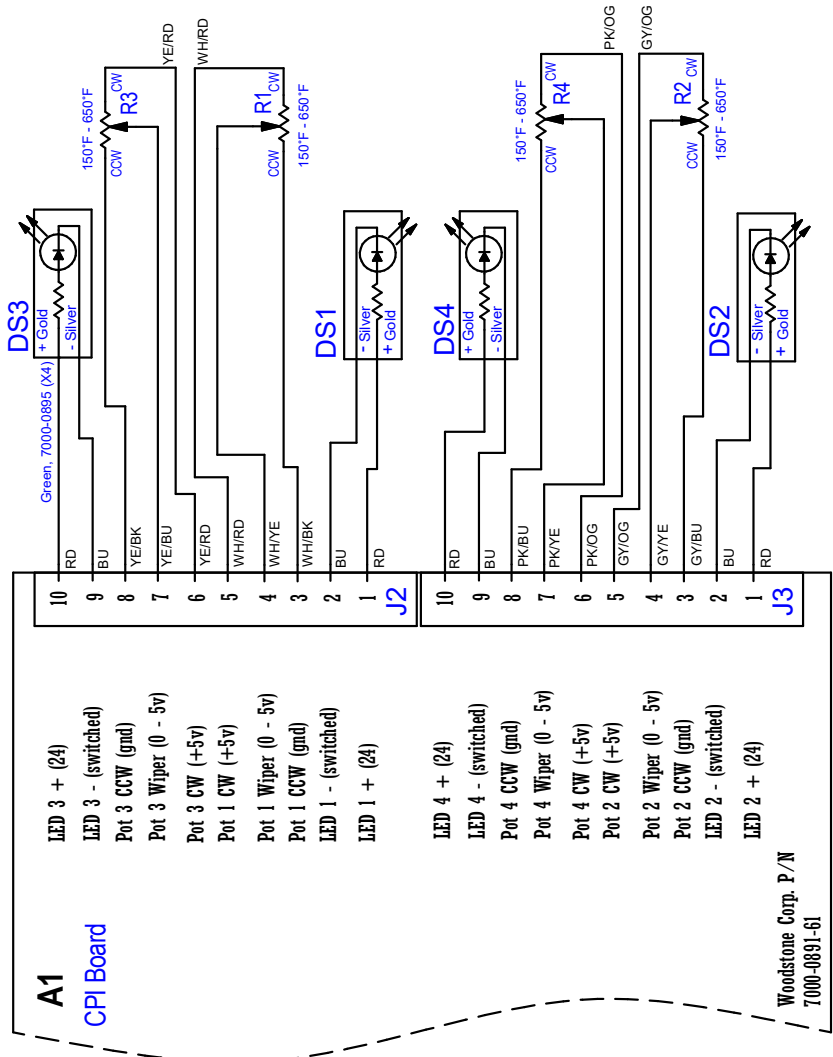 A1
CPI Board
LED 3 + (24)
LED 3 - (switched)
Pot 3 CCW (gnd)
Pot 3 Wiper (0 - 5v)
Pot 3 CW (+5v)
Pot 1 CW (+5v)
Pot 1 Wiper (0 - 5v)
Pot 1 CCW (gnd)
LED 1 - (switched)
LED 1 + (24)
LED 4 + (24)
LED 4 - (switched)
Pot 4 CCW (gnd)
Pot 4 Wiper (0 - 5v)
Pot 4 CW (+5v)
Pot 2 CW (+5v)
Pot 2 Wiper (0 - 5v)
Pot 2 CCW (gnd)
LED 2 - (switched)
LED 2 + (24)
Woodstone Corp. P/N
7000-0891-61
10
9
8
7
6
5
4
3
2
1
J2
10
9
8
7
6
5
4
3
2
1
J3
RD
BU
YE/BK
YE/BU
YE/RD
WH/RD
WH/YE
WH/BK
BU
RD
RD
BU
PK/BU
PK/YE
PK/OG
GY/OG
GY/YE
GY/BU
BU
RD
Green, 7000-0895 (X4)
DS3
+ Gold
- Silver
DS1
- Silver
+ Gold
DS4
+ Gold
- Silver
DS2
- Silver
+ Gold
150°F - 650°F
CCW
R3
CW
YE/RD
WH/RD
CCW
R1
CW
150°F - 650°F
150°F - 650°F
CCW
R4
CW
PK/OG
GY/OG
CCW
R2
CW
150°F - 650°F